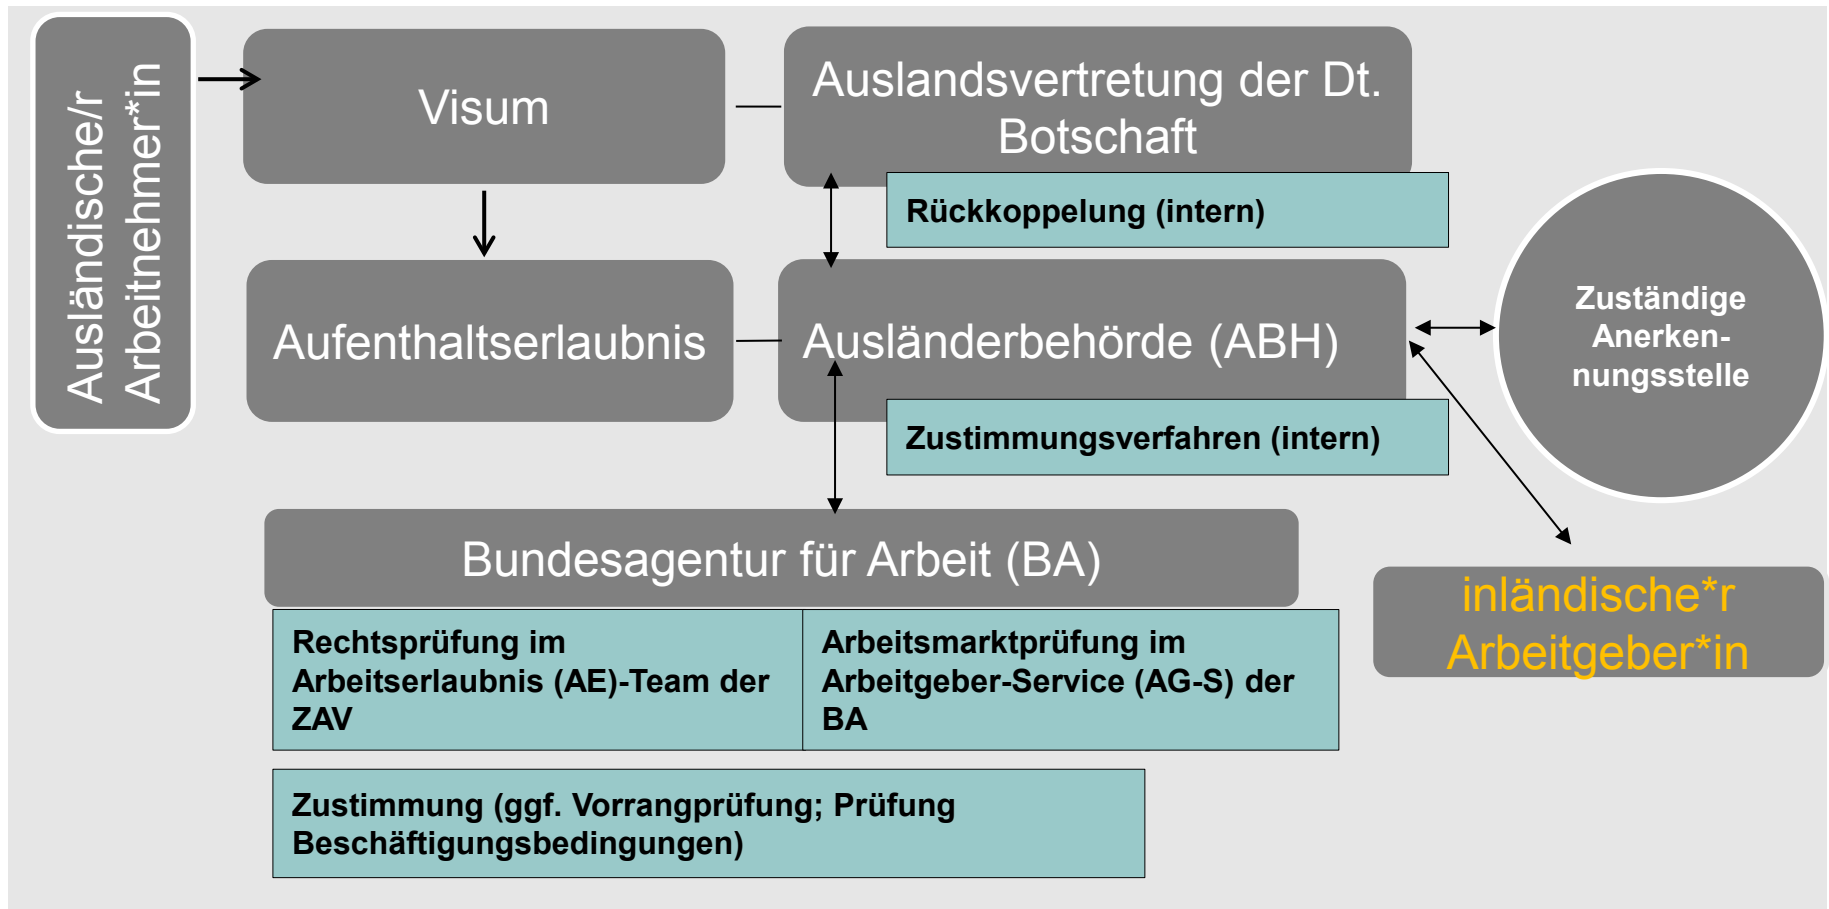 Ausländische/r
Arbeitnehmer*in
Visum
Auslandsvertretung der Dt.
Botschaft
Rückkoppelung (intern)
Aufenthaltserlaubnis
Ausländerbehörde (ABH)
Zuständige
Anerken-
nungsstelle
Zustimmungsverfahren (intern)
Bundesagentur für Arbeit (BA)
inländische*r
Arbeitgeber*in
Rechtsprüfung im
Arbeitserlaubnis (AE)-Team der
ZAV
Arbeitsmarktprüfung im
Arbeitgeber-Service (AG-S) der
BA
Zustimmung (ggf. Vorrangprüfung; Prüfung
Beschäftigungsbedingungen)